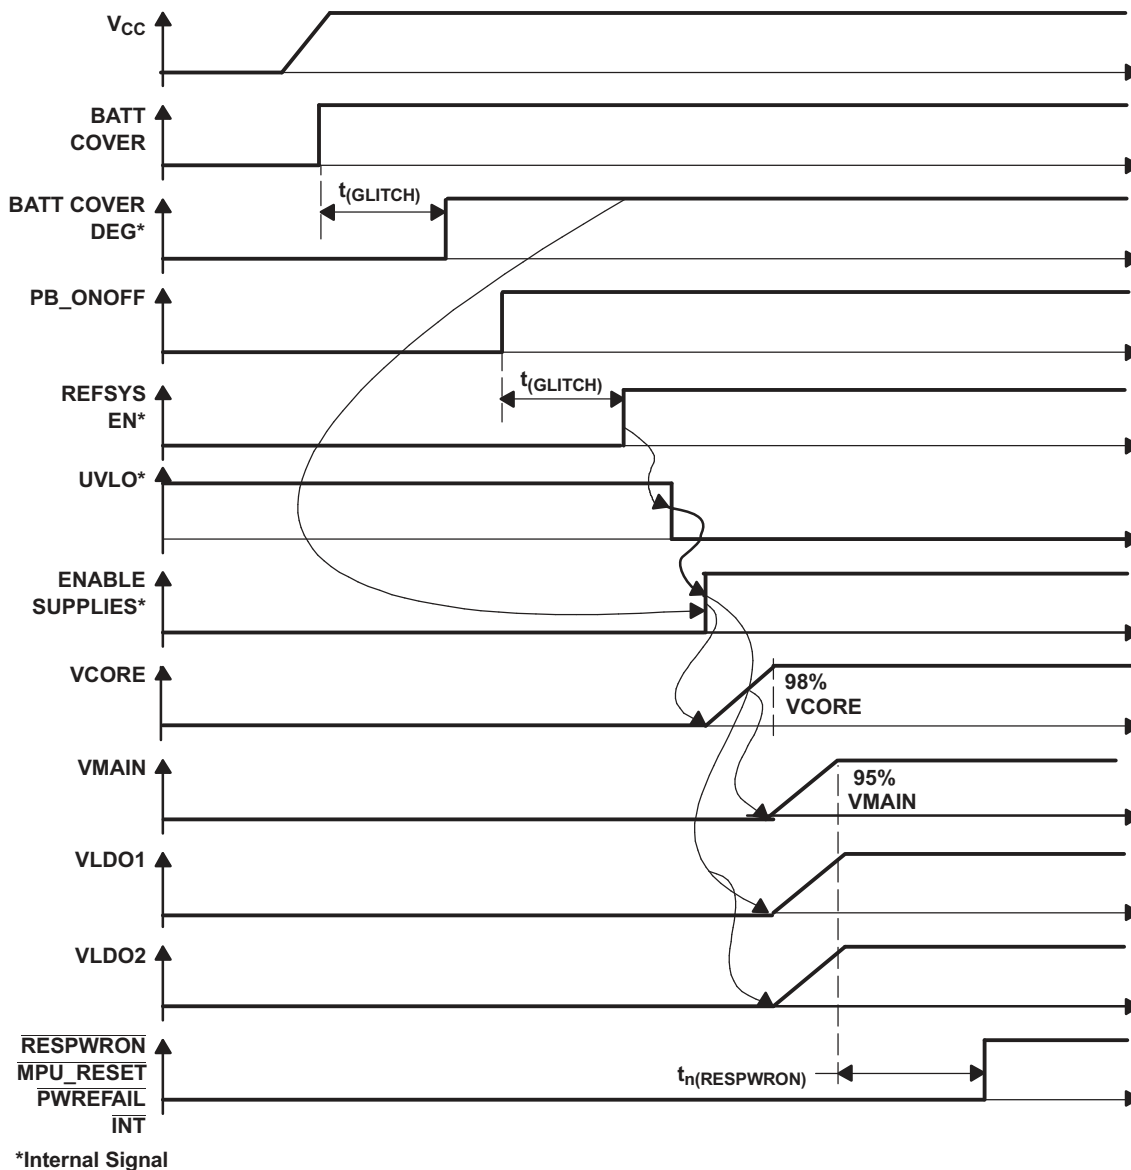 VCC
BATT
COVER
t(GLITCH)
BATT COVER
DEG*
PB_ONOFF
t(GLITCH)
REFSYS
EN*
UVLO*
ENABLE
SUPPLIES*
VCORE
98%
VCORE
VMAIN
95%
VMAIN
VLDO1
VLDO2
RESPWRON
MPU_RESET
tn(RESPWRON)
PWREFAIL
INT
*Internal Signal